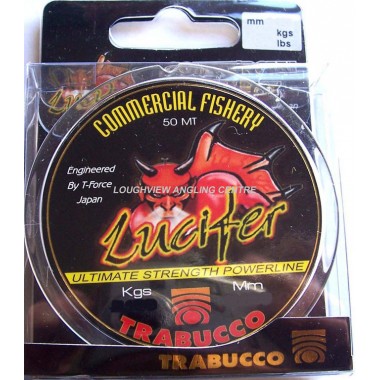 mm
kgs
lbs
COMMERCIAL FISHERY
50 MT
Engineered
By T-Force
Japan
LOUGHVIEW ANGLING CENTRE
Lucifer
ULTIMATE STRENGTH POWERLINE
Kgs
Mm
TRABUCCO
TRABUCCO